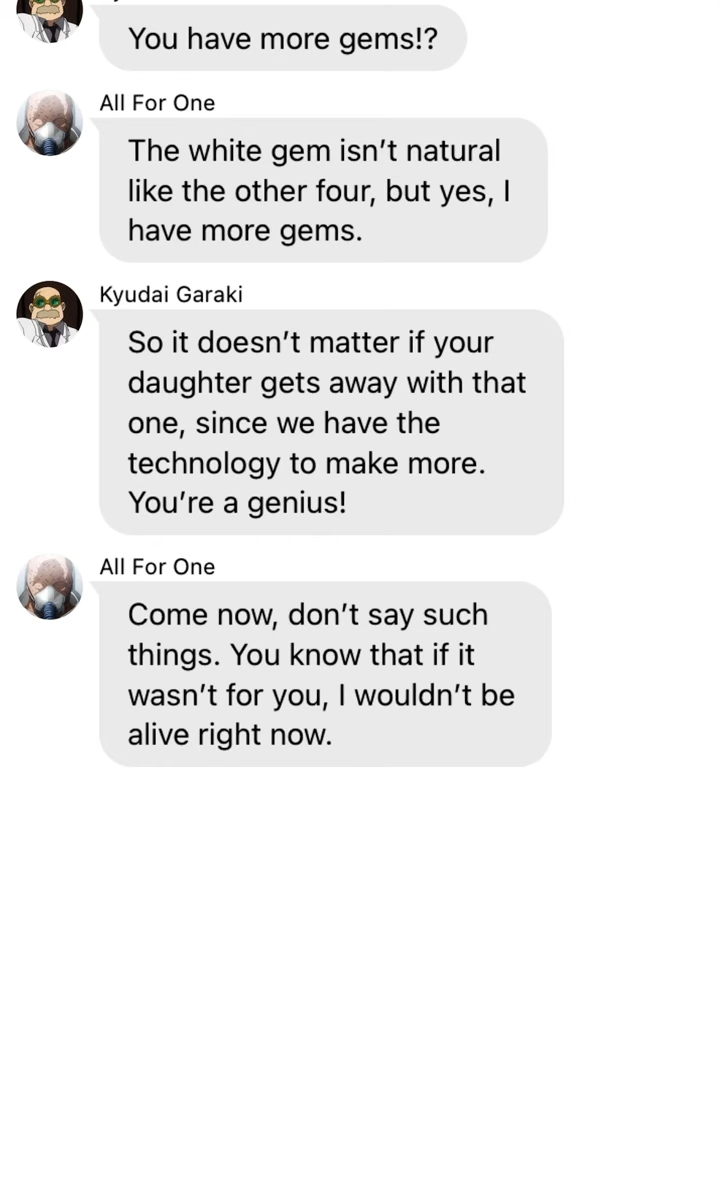 You have more gems!?
All For One
The white gem isn’t natural
like the other four, but yes, I
have more gems.
Kyudai Garaki
So it doesn’t matter if your
daughter gets away with that
one, since we have the
technology to make more.
You’re a genius!
All For One
Come now, don’t say such
things. You know that if it
wasn’t for you, I wouldn’t be
alive right now.